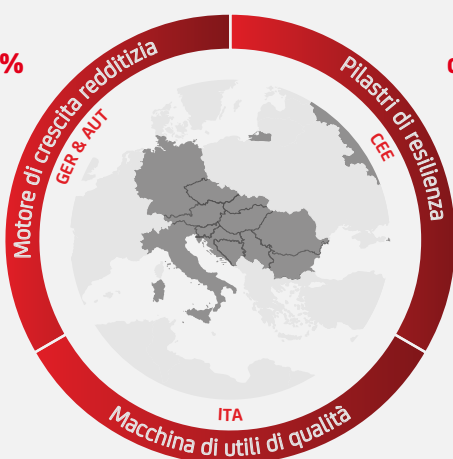 %
Motore di crescita redditizia
GER & AUT
Pilastri di resilienza
CEE
ITA
Macchina di utili di qualità